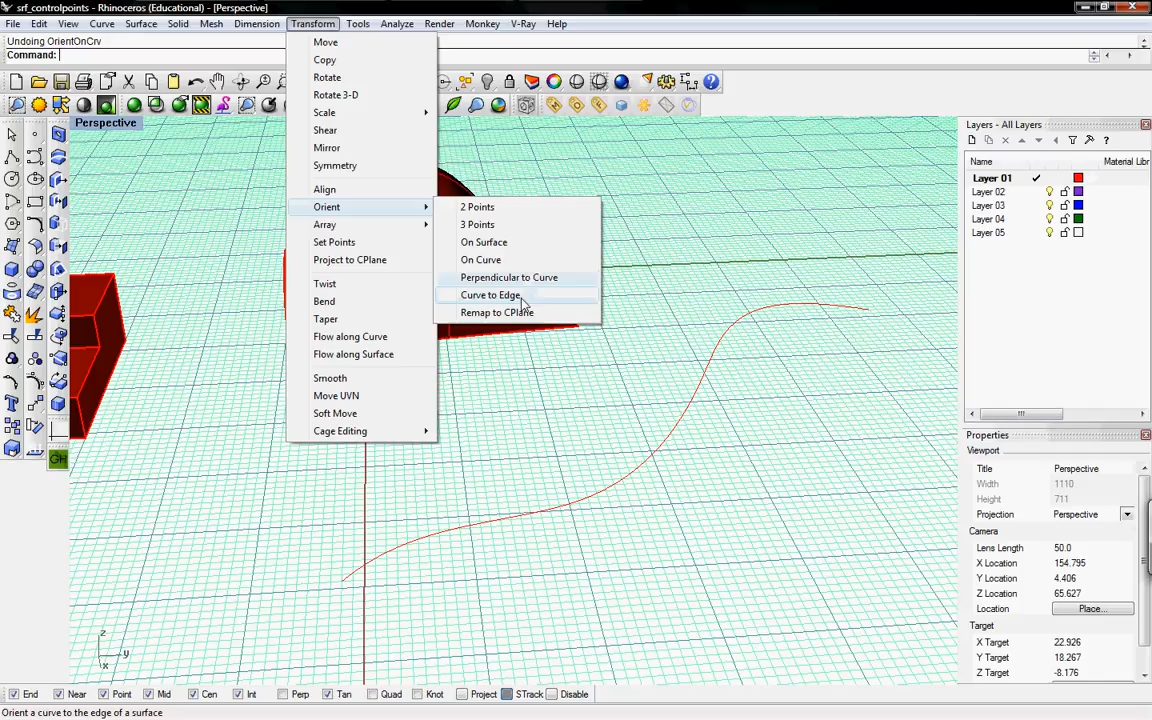 srf_controlpoints - Rhinoceros (Educational) - [Perspective]
File Edit View Curve Surface Solid Mesh Dimension Transform Tools Analyze Render Monkey V-Ray Help
Undoing OrientOnCrv
Command:
Perspective
Move
Copy
Rotate
Rotate 3-D
Scale
Shear
Mirror
Symmetry
Align
Orient
Array
Set Points
Project to CPlane
Twist
Bend
Taper
Flow along Curve
Flow along Surface
Smooth
Move UVN
Soft Move
Cage Editing
2 Points
3 Points
On Surface
On Curve
Perpendicular to Curve
Curve to Edge
Remap to CPlane
z
y
x
GH
Layers - All Layers
Name Material Libr
Layer 01
Layer 02
Layer 03
Layer 04
Layer 05
Properties
Viewport
Title Perspective
Width 1110
Height 711
Projection Perspective
Camera
Lens Length 50.0
X Location 154.795
Y Location 4.406
Z Location 65.627
Location Place...
Target
X Target 22.926
Y Target 18.267
Z Target -8.176
End Near Point Mid Cen Int Perp Tan Quad Knot Project STrack Disable
Orient a curve to the edge of a surface